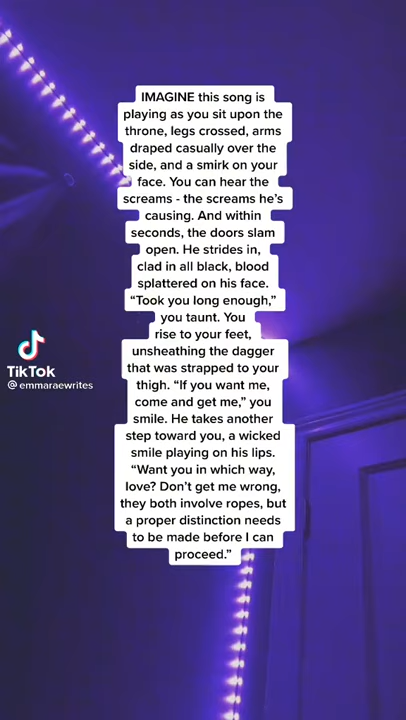 IMAGINE this song is
playing as you sit upon the
throne, legs crossed, arms
draped casually over the
side, and a smirk on your
face. You can hear the
screams - the screams he's
causing. And within
seconds, the doors slam
open. He strides in,
clad in all black, blood
splattered on his face.
“Took you long enough,”
you taunt. You
rise to your feet,
unsheathing the dagger
that was strapped to your
thigh. “If you want me,
come and get me,” you
smile. He takes another
step toward you, a wicked
smile playing on his lips.
“Want you in which way,
love? Don't get me wrong,
they both involve ropes, but
a proper distinction needs
to be made before I can
proceed.”
TikTok
@emmaraewrites